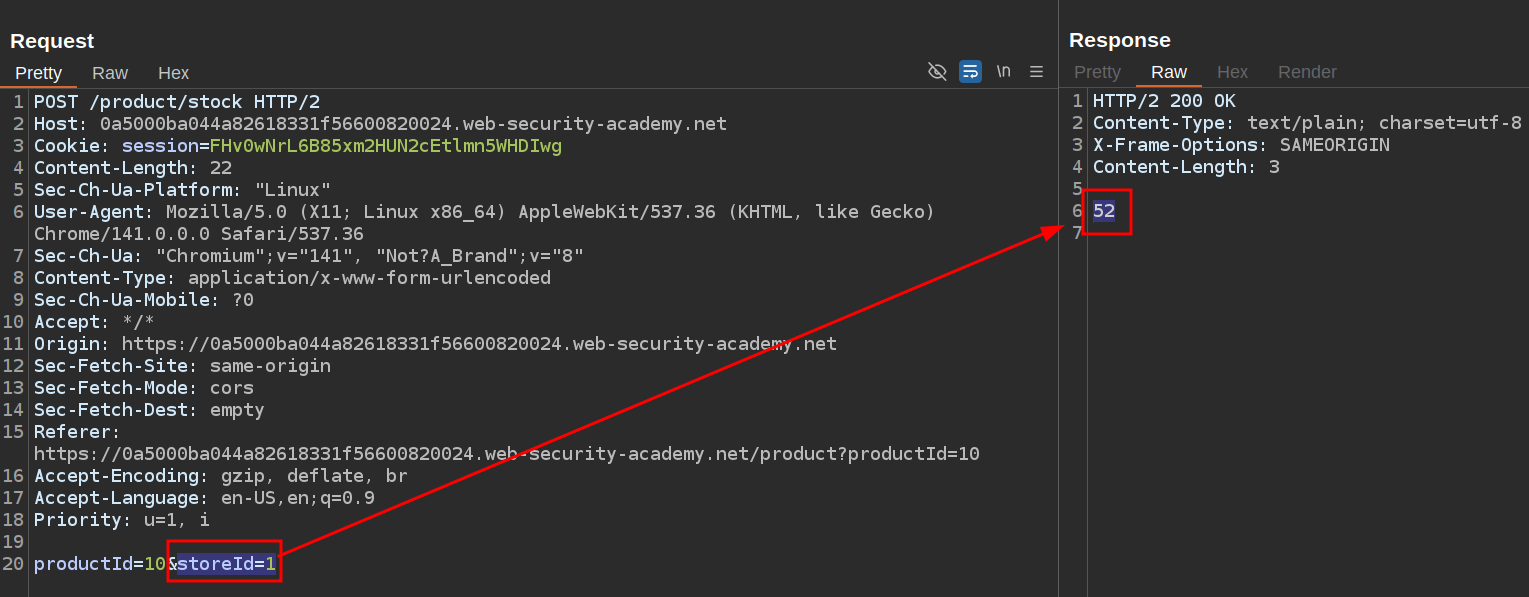 Request
Pretty Raw Hex
\n
1 POST /product/stock HTTP/2
2 Host: 0a5000ba044a82618331f56600820024.web-security-academy.net
3 Cookie: session=FHv0wNrL6B85xm2HUN2cEtlmn5WHDIwg
4 Content-Length: 22
5 Sec-Ch-Ua-Platform: "Linux"
6 User-Agent: Mozilla/5.0 (X11; Linux x86_64) AppleWebKit/537.36 (KHTML, like Gecko)
Chrome/141.0.0.0 Safari/537.36
7 Sec-Ch-Ua: "Chromium";v="141", "Not?A_Brand";v="8"
8 Content-Type: application/x-www-form-urlencoded
9 Sec-Ch-Ua-Mobile: ?0
10 Accept: */*
11 Origin: https://0a5000ba044a82618331f56600820024.web-security-academy.net
12 Sec-Fetch-Site: same-origin
13 Sec-Fetch-Mode: cors
14 Sec-Fetch-Dest: empty
15 Referer:
https://0a5000ba044a82618331f56600820024.web-security-academy.net/product?productId=10
16 Accept-Encoding: gzip, deflate, br
17 Accept-Language: en-US,en;q=0.9
18 Priority: u=1, i
19
20 productId=10&storeId=1
Response
Pretty Raw Hex Render
1 HTTP/2 200 OK
2 Content-Type: text/plain; charset=utf-8
3 X-Frame-Options: SAMEORIGIN
4 Content-Length: 3
5
6 52
7